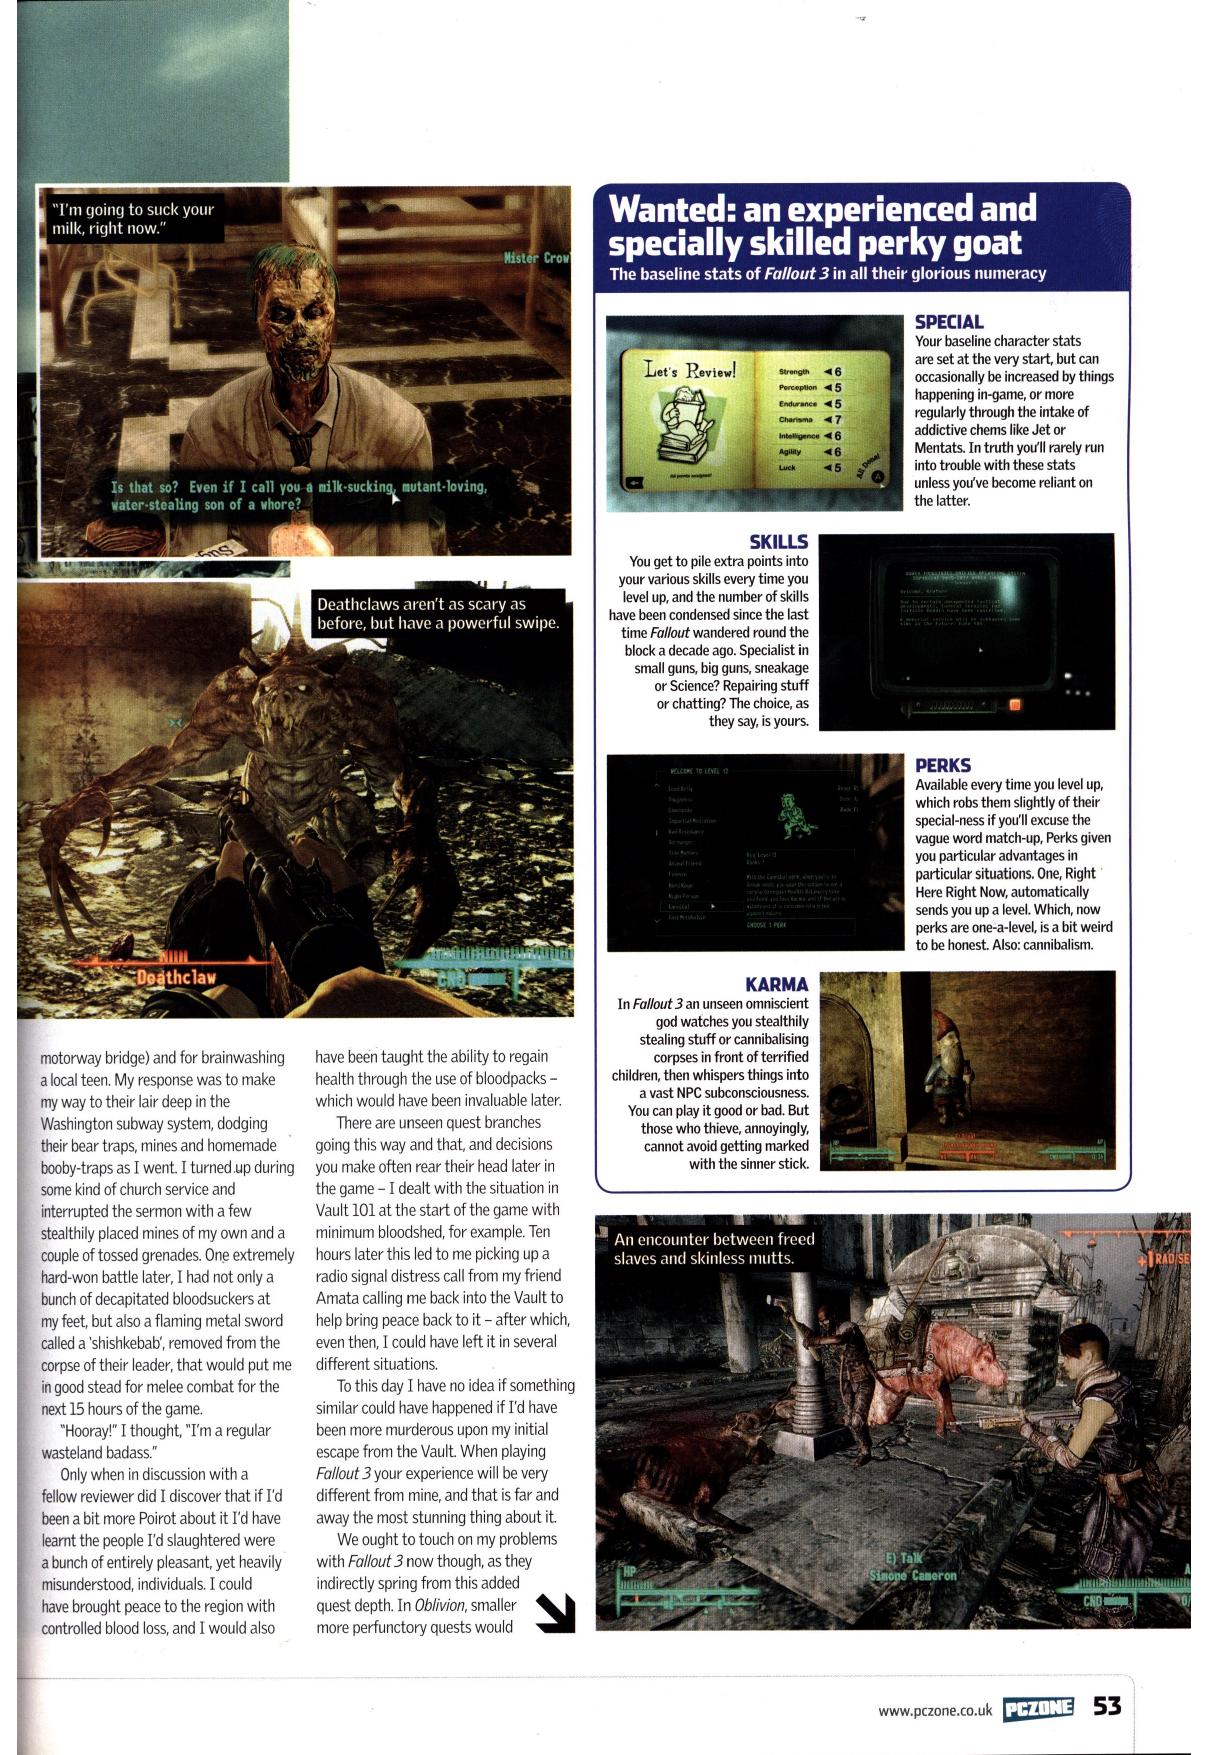 "I'm going to suck your
milk, right now."
Mister Crow
Is that so? Even if I call you a milk-sucking, mutant-loving,
water-stealing son of a whore?
Deathclaws aren't as scary as
before, but have a powerful swipe.
Deathclaw
CND
motorway bridge) and for brainwashing
a local teen. My response was to make
my way to their lair deep in the
Washington subway system, dodging
their bear traps, mines and homemade
booby-traps as I went. I turned up during
some kind of church service and
interrupted the sermon with a few
stealthily placed mines of my own and a
couple of tossed grenades. One extremely
hard-won battle later, I had not only a
bunch of decapitated bloodsuckers at
my feet, but also a flaming metal sword
called a 'shishkebab', removed from the
corpse of their leader, that would put me
in good stead for melee combat for the
next 15 hours of the game.
"Hooray!" I thought, "I'm a regular
wasteland badass."
Only when in discussion with a
fellow reviewer did I discover that if I'd
been a bit more Poirot about it I'd have
learnt the people I'd slaughtered were
a bunch of entirely pleasant, yet heavily
misunderstood, individuals. I could
have brought peace to the region with
controlled blood loss, and I would also
have been taught the ability to regain
health through the use of bloodpacks –
which would have been invaluable later.
There are unseen quest branches
going this way and that, and decisions
you make often rear their head later in
the game – I dealt with the situation in
Vault 101 at the start of the game with
minimum bloodshed, for example. Ten
hours later this led to me picking up a
radio signal distress call from my friend
Amata calling me back into the Vault to
help bring peace back to it – after which,
even then, I could have left it in several
different situations.
To this day I have no idea if something
similar could have happened if I'd have
been more murderous upon my initial
escape from the Vault. When playing
Fallout 3 your experience will be very
different from mine, and that is far and
away the most stunning thing about it.
We ought to touch on my problems
with Fallout 3 now though, as they
indirectly spring from this added
quest depth. In Oblivion, smaller
more perfunctory quests would
Wanted: an experienced and
specially skilled perky goat
The baseline stats of Fallout 3 in all their glorious numeracy
Let's Review!
Strength 6
Perception 5
Endurance 5
Charisma 7
Intelligence 6
Agility 6
Luck 5
All points assigned!
All Done!
A
SPECIAL
Your baseline character stats
are set at the very start, but can
occasionally be increased by things
happening in-game, or more
regularly through the intake of
addictive chems like Jet or
Mentats. In truth you'll rarely run
into trouble with these stats
unless you've become reliant on
the latter.
SKILLS
You get to pile extra points into
your various skills every time you
level up, and the number of skills
have been condensed since the last
time Fallout wandered round the
block a decade ago. Specialist in
small guns, big guns, sneakage
or Science? Repairing stuff
or chatting? The choice, as
they say, is yours.
WELCOME TO LEVEL 12
CHOOSE 1 PERK
PERKS
Available every time you level up,
which robs them slightly of their
special-ness if you'll excuse the
vague word match-up, Perks given
you particular advantages in
particular situations. One, Right
Here Right Now, automatically
sends you up a level. Which, now
perks are one-a-level, is a bit weird
to be honest. Also: cannibalism.
KARMA
In Fallout 3 an unseen omniscient
god watches you stealthily
stealing stuff or cannibalising
corpses in front of terrified
children, then whispers things into
a vast NPC subconsciousness.
You can play it good or bad. But
those who thieve, annoyingly,
cannot avoid getting marked
with the sinner stick.
An encounter between freed
slaves and skinless mutts.
+1 RAD/SE
E) Talk
Simone Cameron
HP
CND
www.pczone.co.uk PCZONE 53